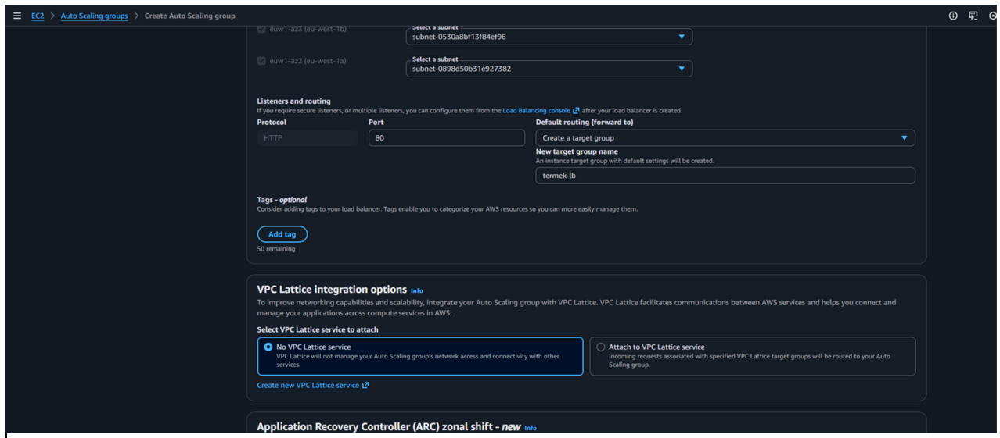 EC2 > Auto Scaling groups > Create Auto Scaling group
euw1-az3 (eu-west-1b)
Select a subnet
subnet-0530a8bf13f84ef96
euw1-az2 (eu-west-1a)
Select a subnet
subnet-0898d50b31e927382
Listeners and routing
If you require secure listeners, or multiple listeners, you can configure them from the Load Balancing console after your load balancer is created.
Protocol Port Default routing (forward to)
HTTP 80 Create a target group
New target group name
An instance target group with default settings will be created.
termek-lb
Tags - optional
Consider adding tags to your load balancer. Tags enable you to categorize your AWS resources so you can more easily manage them.
Add tag
50 remaining
VPC Lattice integration options Info
To improve networking capabilities and scalability, integrate your Auto Scaling group with VPC Lattice. VPC Lattice facilitates communications between AWS services and helps you connect and
manage your applications across compute services in AWS.
Select VPC Lattice service to attach
No VPC Lattice service
VPC Lattice will not manage your Auto Scaling group's network access and connectivity with other
services.
Attach to VPC Lattice service
Incoming requests associated with specified VPC Lattice target groups will be routed to your Auto
Scaling group.
Create new VPC Lattice service
Application Recovery Controller (ARC) zonal shift - new Info